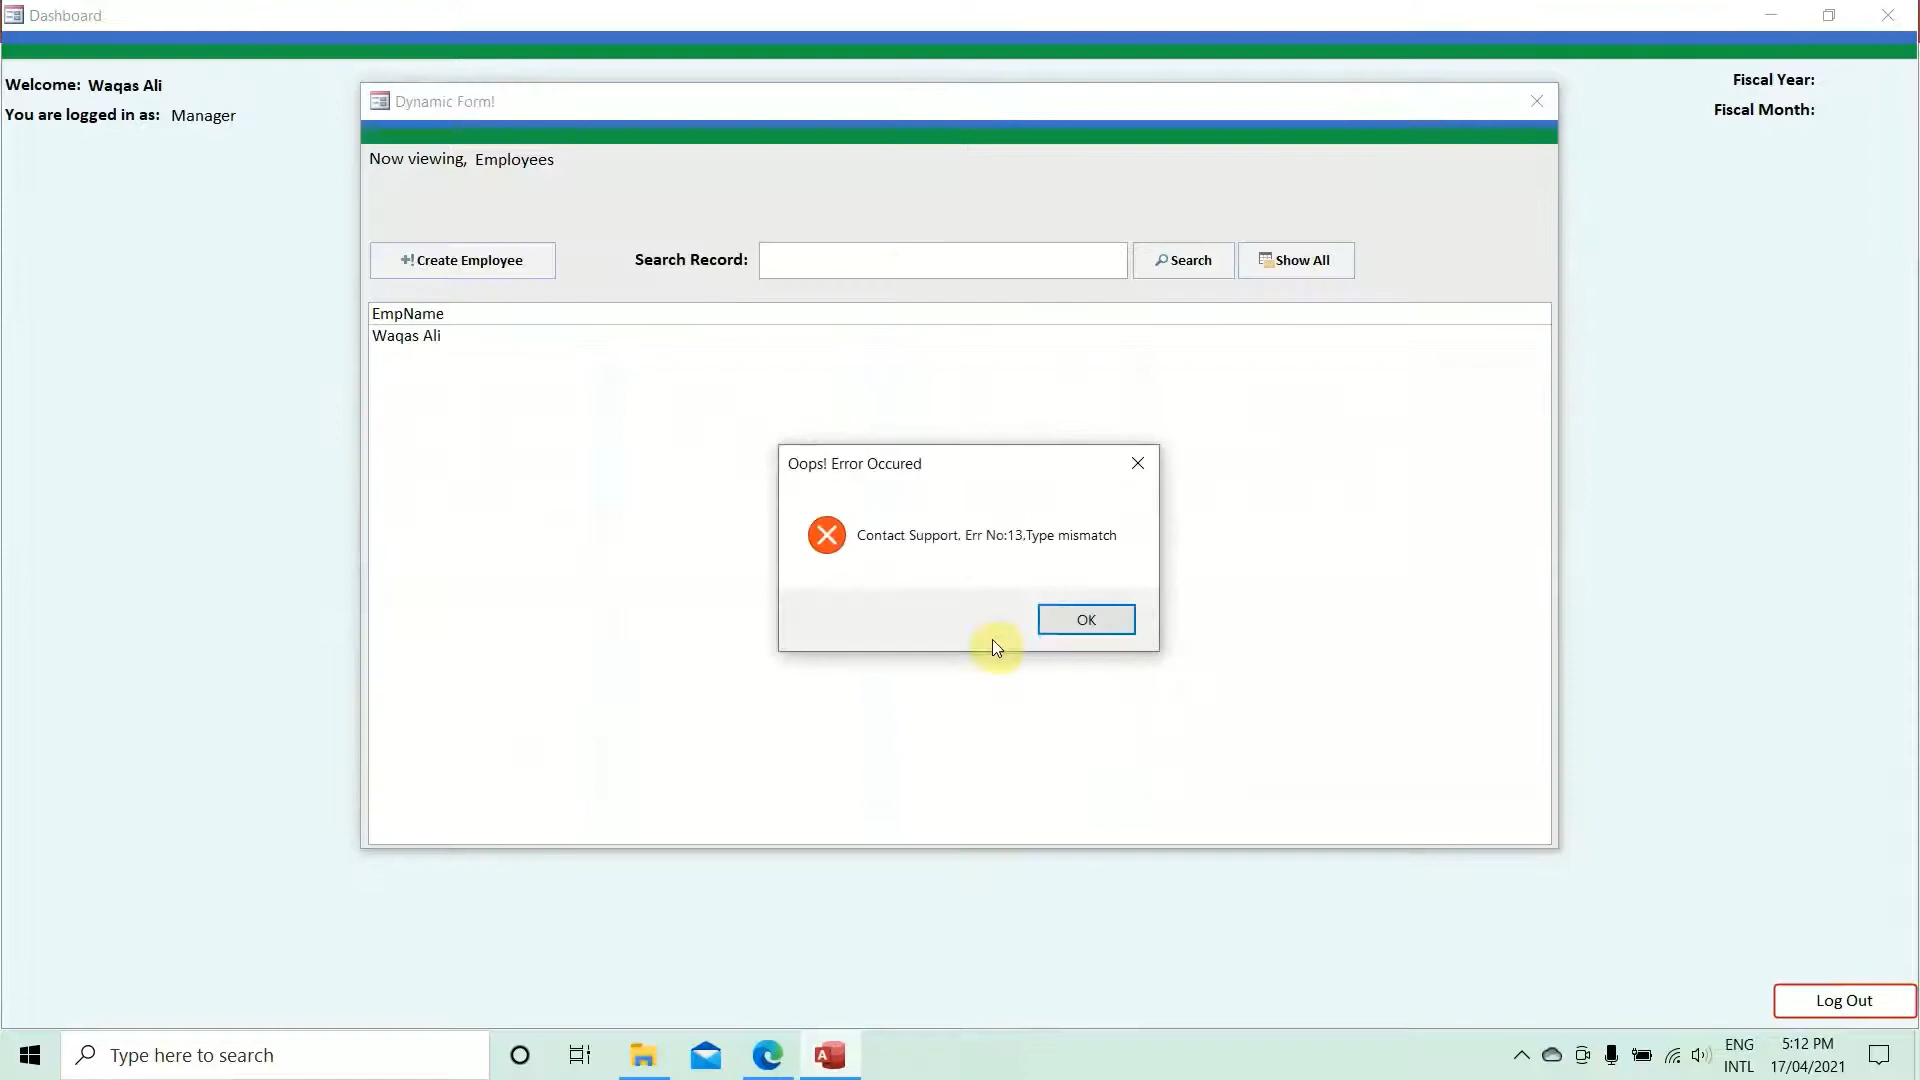 Dashboard
Welcome: Waqas Ali
You are logged in as: Manager
Fiscal Year:
Fiscal Month:
Dynamic Form!
Now viewing, Employees
Create Employee
Search Record:
Search
Show All
EmpName
Waqas Ali
Oops! Error Occured
Contact Support, Err No:13,Type mismatch
OK
Log Out
Type here to search
ENG
INTL
5:12 PM
17/04/2021